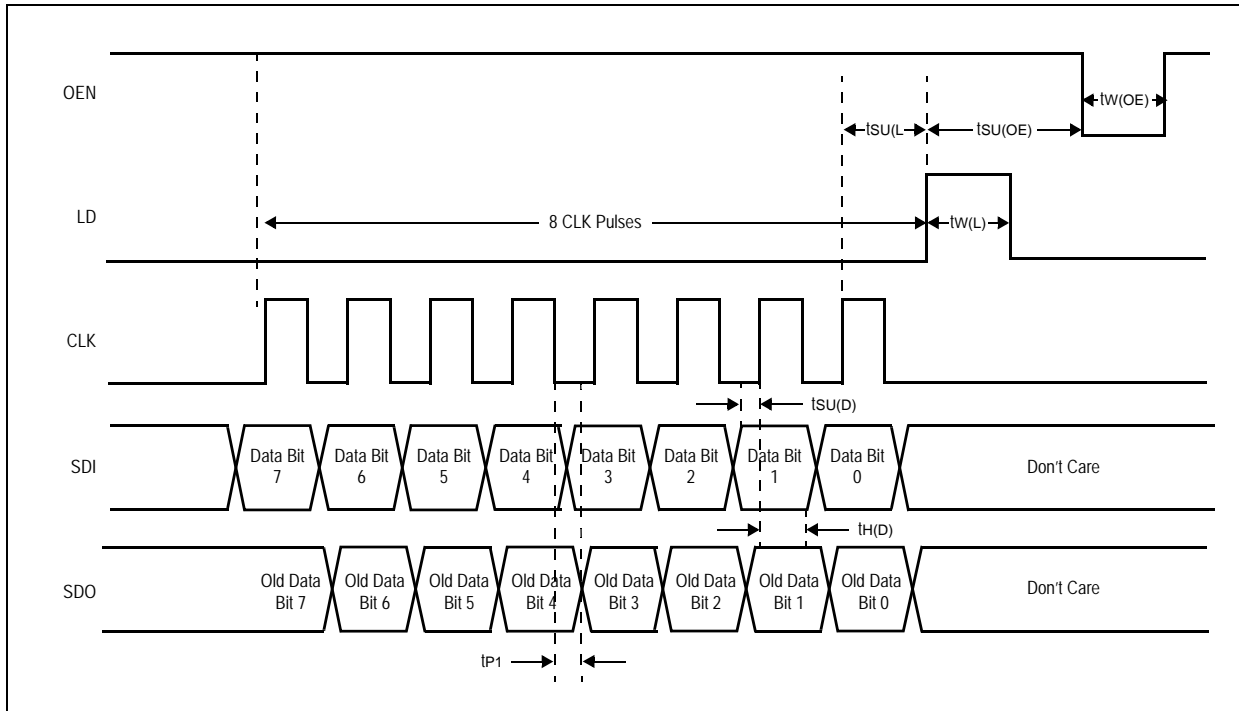 OEN
tW(OE)
tSU(L
tSU(OE)
LD
8 CLK Pulses
tW(L)
CLK
tSU(D)
SDI
Data Bit
7
Data Bit
6
Data Bit
5
Data Bit
4
Data Bit
3
Data Bit
2
Data Bit
1
Data Bit
0
Don't Care
tH(D)
SDO
Old Data
Bit 7
Old Data
Bit 6
Old Data
Bit 5
Old Data
Bit 4
Old Data
Bit 3
Old Data
Bit 2
Old Data
Bit 1
Old Data
Bit 0
Don't Care
tP1